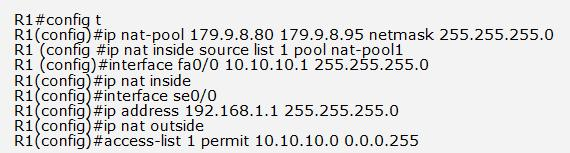 R1#config t
R1(config)#ip nat-pool 179.9.8.80 179.9.8.95 netmask 255.255.255.0
R1 (config #ip nat inside source list 1 pool nat-pool1
R1 (config)#interface fa0/0 10.10.10.1 255.255.255.0
R1(config)#ip nat inside
R1(config)#interface se0/0
R1(config)#ip address 192.168.1.1 255.255.255.0
R1(config)#ip nat outside
R1(config)#access-list 1 permit 10.10.10.0 0.0.0.255